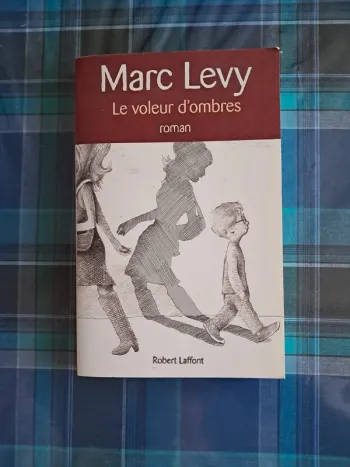 Marc Levy
Le voleur d'ombres
roman
Robert Laffont